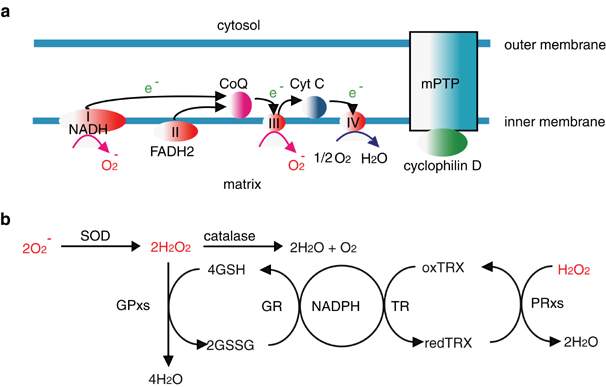 a
cytosol
outer membrane
mPTP
CoQ
Cyt C
e-
e-
e-
I
NADH
II
FADH2
III
IV
inner membrane
O2-
O2-
1/2 O2
H2O
cyclophilin D
matrix
b
2O2-
SOD
2H2O2
catalase
2H2O + O2
4GSH
oxTRX
H2O2
GPxs
GR
NADPH
TR
PRxs
2GSSG
redTRX
2H2O
4H2O